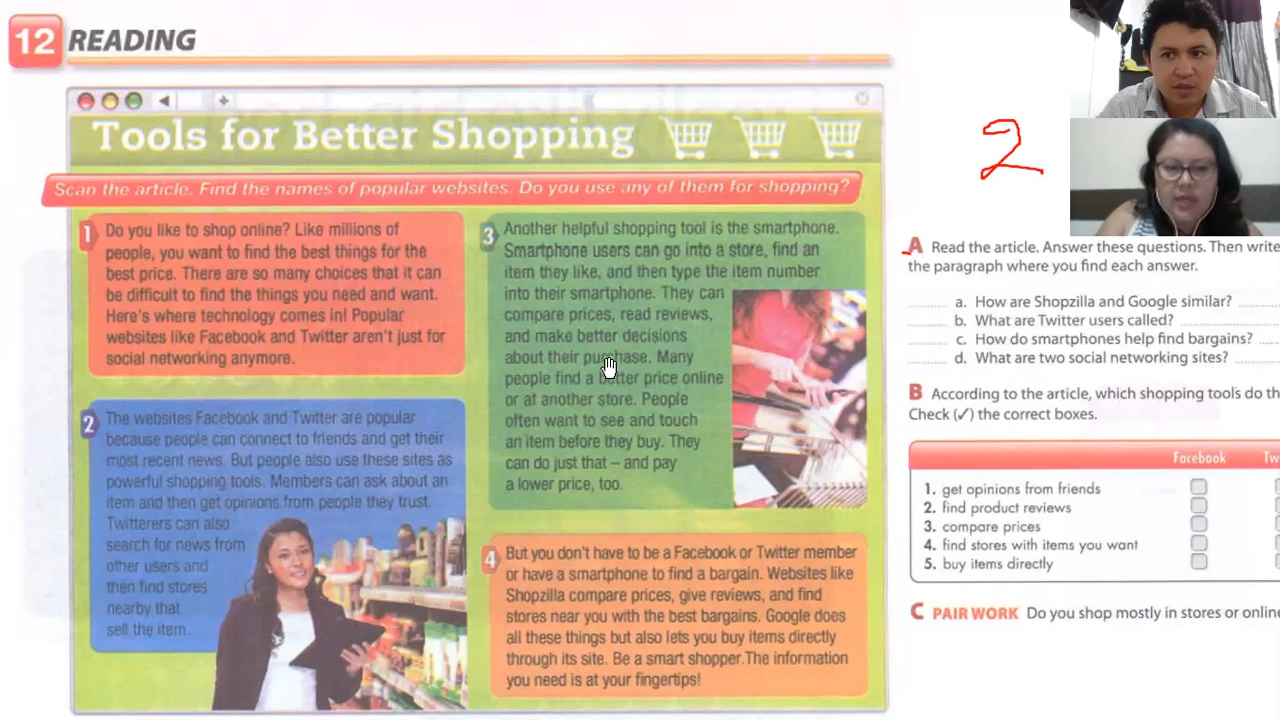 12 READING
Tools for Better Shopping
Scan the article. Find the names of popular websites. Do you use any of them for shopping?
1 Do you like to shop online? Like millions of
people, you want to find the best things for the
best price. There are so many choices that it can
be difficult to find the things you need and want.
Here's where technology comes in! Popular
websites like Facebook and Twitter aren't just for
social networking anymore.
2 The websites Facebook and Twitter are popular
because people can connect to friends and get their
most recent news. But people also use these sites as
powerful shopping tools. Members can ask about an
item and then get opinions from people they trust.
Twitterers can also
search for news from
other users and
then find stores
nearby that
sell the item.
3 Another helpful shopping tool is the smartphone.
Smartphone users can go into a store, find an
item they like, and then type the item number
into their smartphone. They can
compare prices, read reviews,
and make better decisions
about their purchase. Many
people find a better price online
or at another store. People
often want to see and touch
an item before they buy. They
can do just that – and pay
a lower price, too.
4 But you don't have to be a Facebook or Twitter member
or have a smartphone to find a bargain. Websites like
Shopzilla compare prices, give reviews, and find
stores near you with the best bargains. Google does
all these things but also lets you buy items directly
through its site. Be a smart shopper. The information
you need is at your fingertips!
2
A Read the article. Answer these questions. Then write
the paragraph where you find each answer.
a. How are Shopzilla and Google similar?
b. What are Twitter users called?
c. How do smartphones help find bargains?
d. What are two social networking sites?
B According to the article, which shopping tools do th
Check (✓) the correct boxes.
Facebook Tw
1. get opinions from friends
2. find product reviews
3. compare prices
4. find stores with items you want
5. buy items directly
C PAIR WORK Do you shop mostly in stores or online